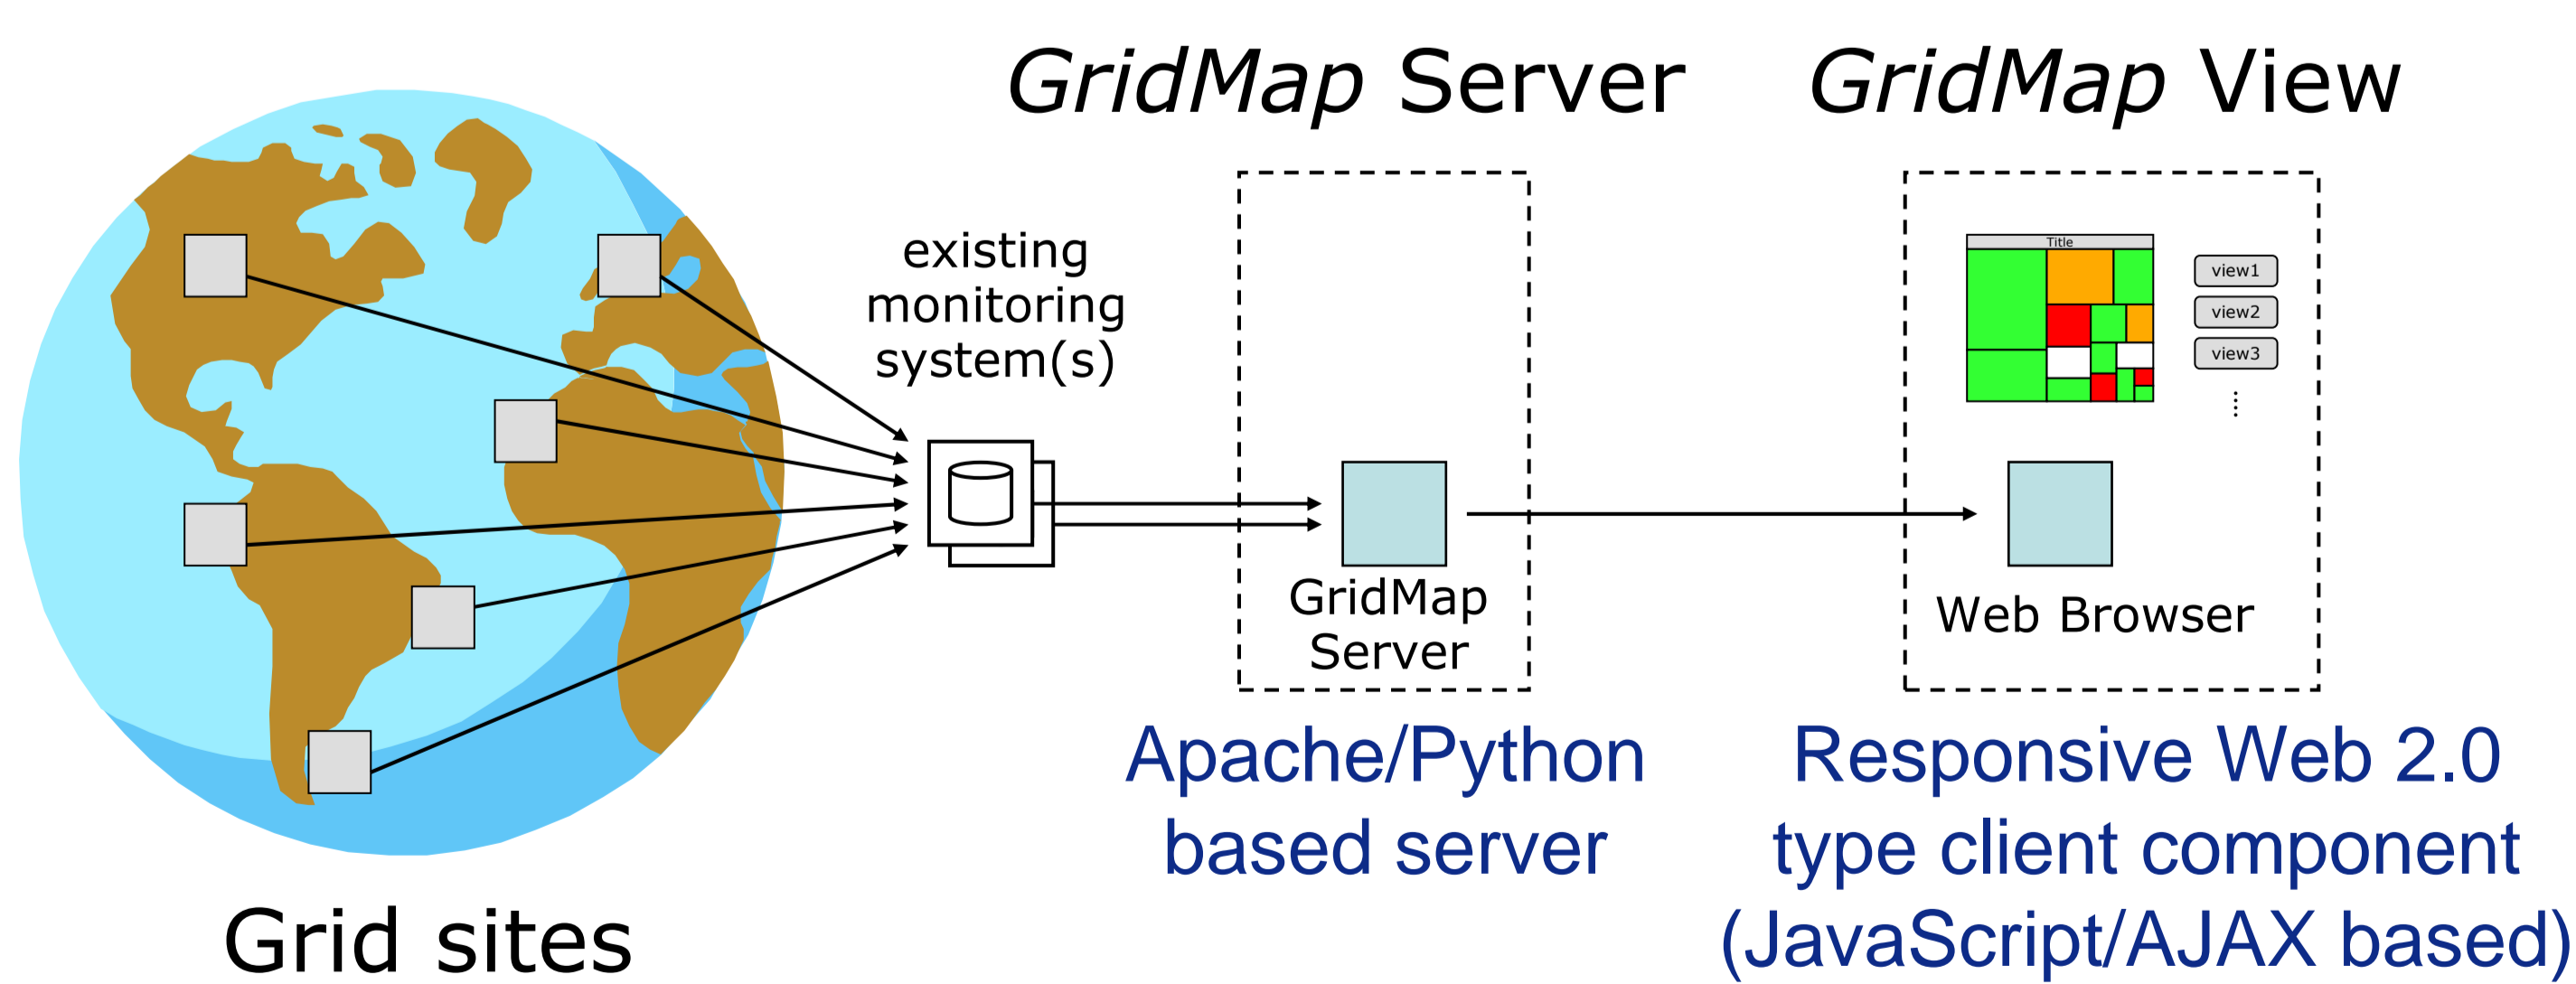 GridMap Server
GridMap View
existing
monitoring
system(s)
Title
view1
view2
view3
GridMap
Server
Web Browser
Apache/Python
based server
Responsive Web 2.0
type client component
(JavaScript/AJAX based)
Grid sites